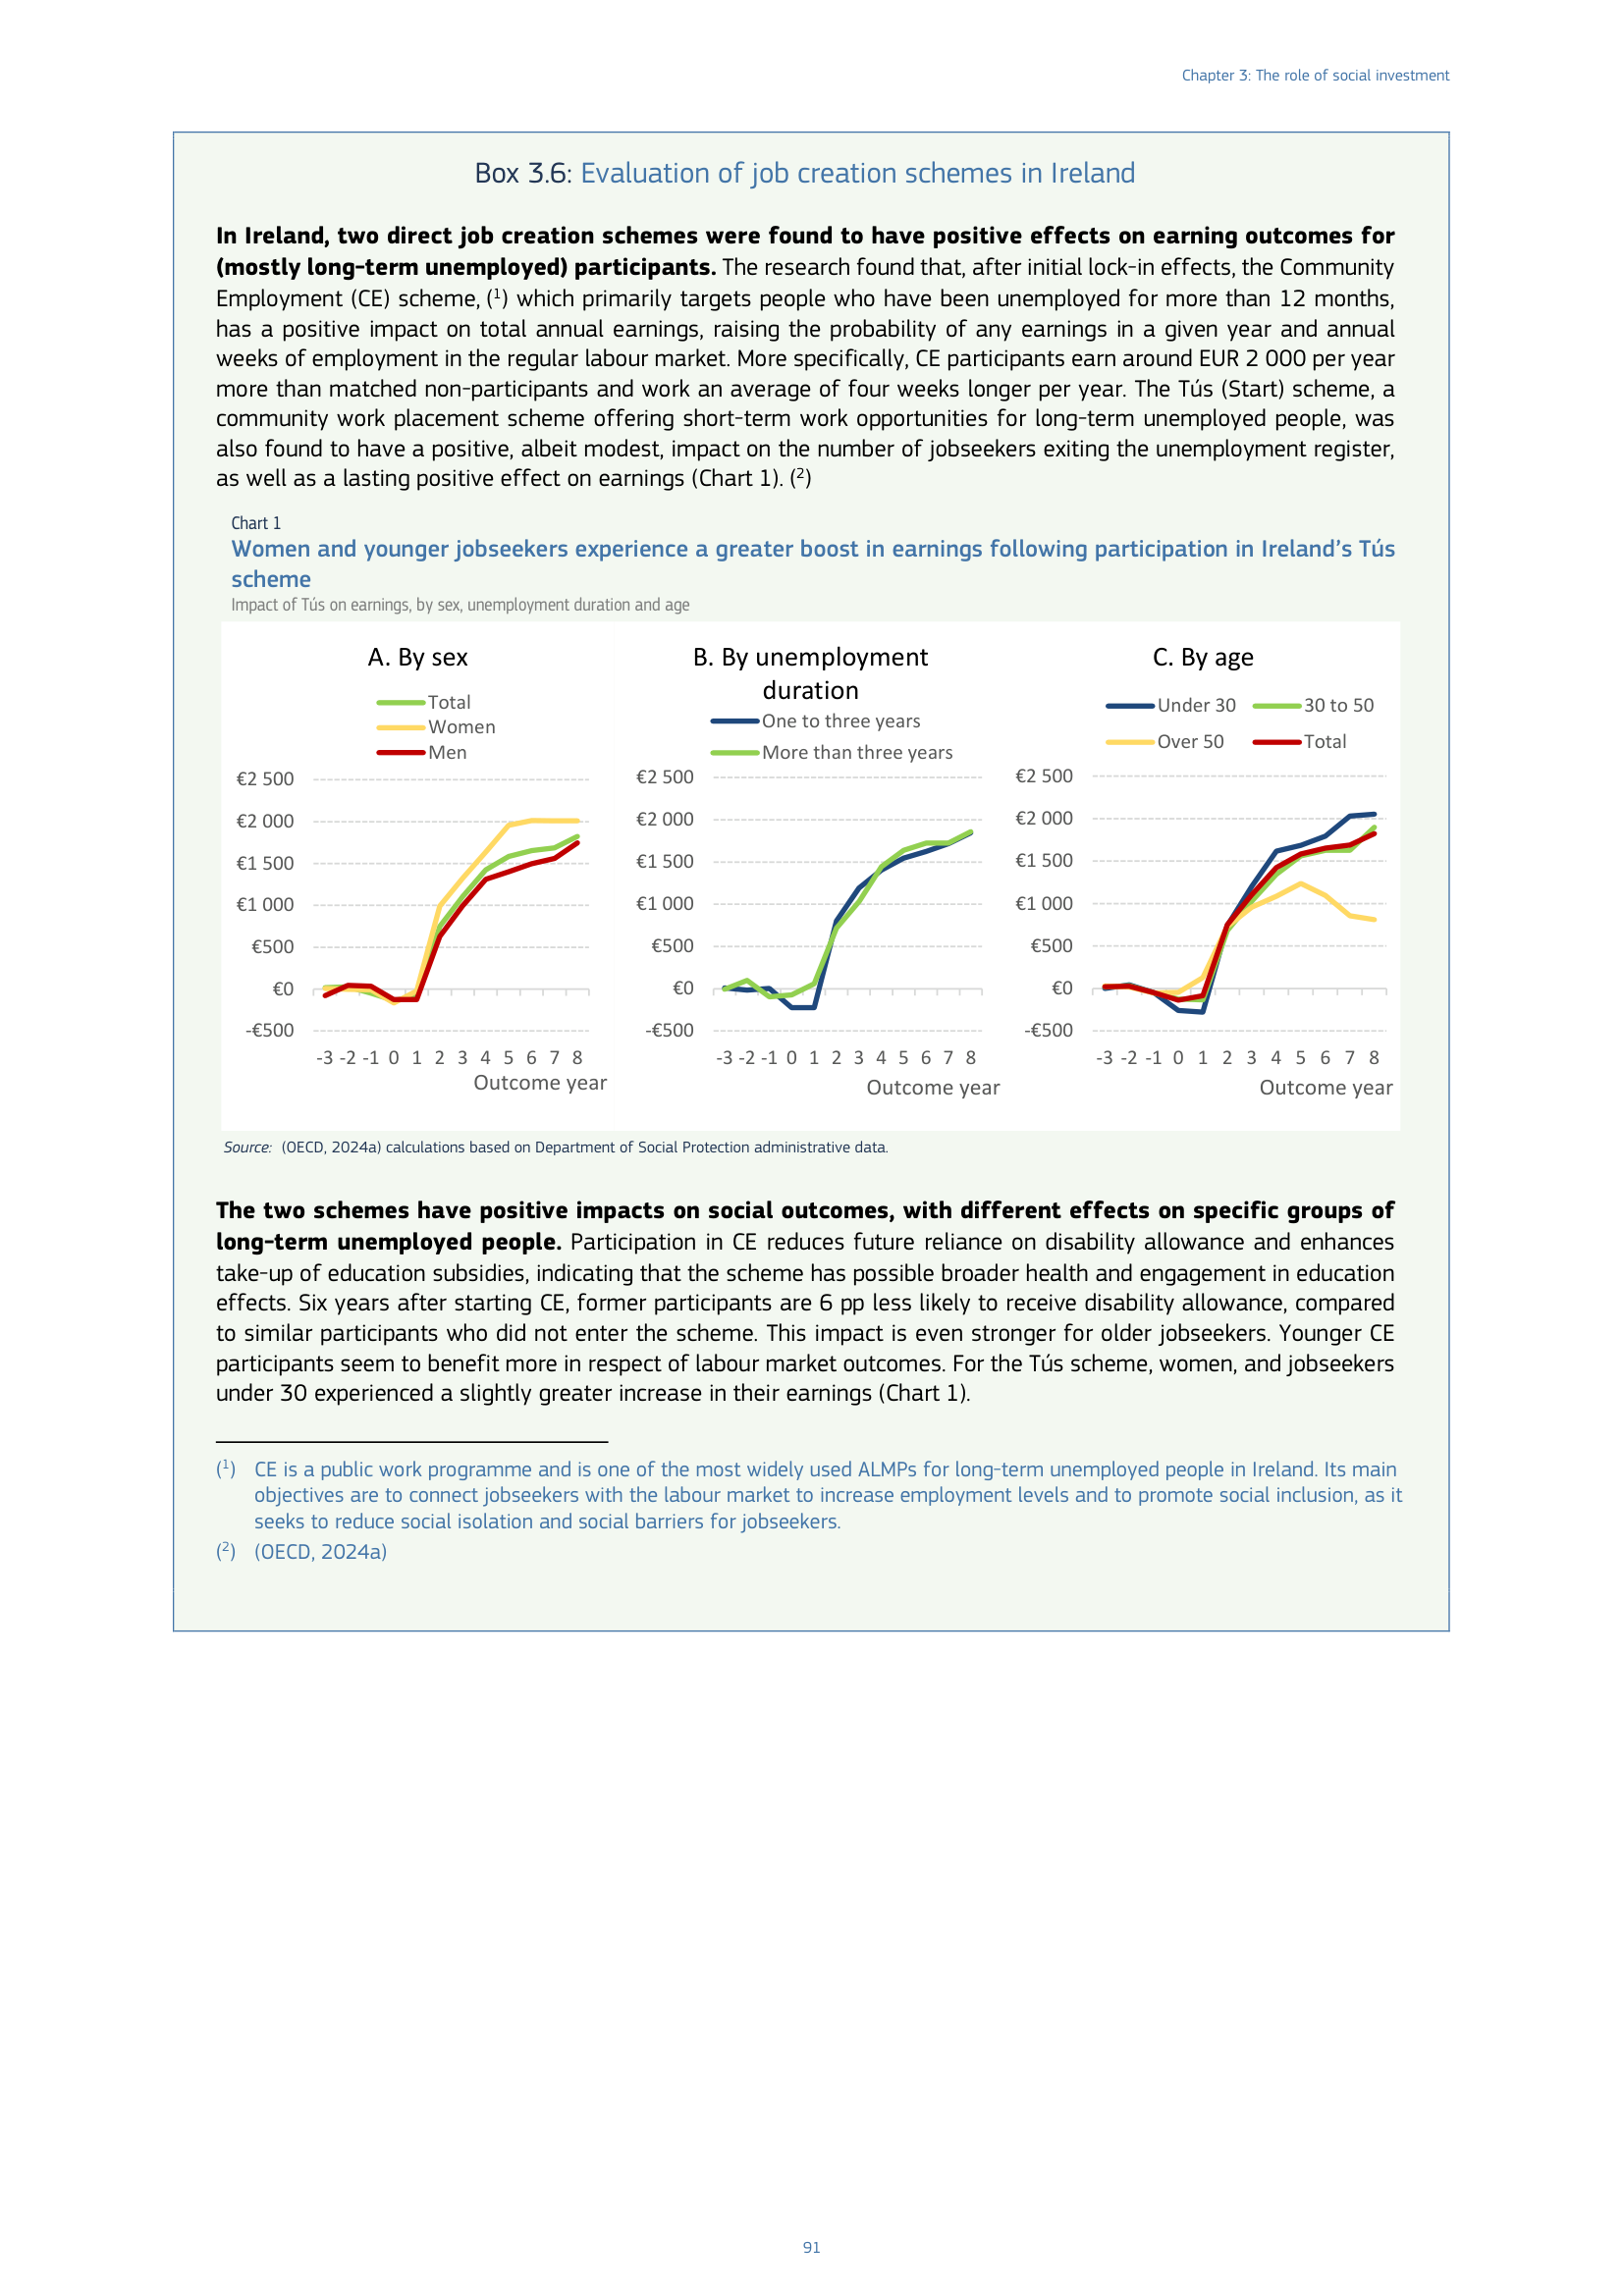 Chapter 3: The role of social investment
Box 3.6: Evaluation of job creation schemes in Ireland
In Ireland, two direct job creation schemes were found to have positive effects on earning outcomes for
(mostly long-term unemployed) participants. The research found that, after initial lock-in effects, the Community
Employment (CE) scheme, (1) which primarily targets people who have been unemployed for more than 12 months,
has a positive impact on total annual earnings, raising the probability of any earnings in a given year and annual
weeks of employment in the regular labour market. More specifically, CE participants earn around EUR 2 000 per year
more than matched non-participants and work an average of four weeks longer per year. The Tús (Start) scheme, a
community work placement scheme offering short-term work opportunities for long-term unemployed people, was
also found to have a positive, albeit modest, impact on the number of jobseekers exiting the unemployment register,
as well as a lasting positive effect on earnings (Chart 1). (2)
Chart 1
Women and younger jobseekers experience a greater boost in earnings following participation in Ireland's Tús
scheme
Impact of Tús on earnings, by sex, unemployment duration and age
A. By sex
Total
Women
Men
€2 500
€2 000
€1 500
€1 000
€500
€0
-€500
-3 -2 -1 0 1 2 3 4 5 6 7 8
Outcome year
B. By unemployment
duration
One to three years
More than three years
€2 500
€2 000
€1 500
€1 000
€500
€0
-€500
-3 -2 -1 0 1 2 3 4 5 6 7 8
Outcome year
C. By age
Under 30 30 to 50
Over 50 Total
€2 500
€2 000
€1 500
€1 000
€500
€0
-€500
-3 -2 -1 0 1 2 3 4 5 6 7 8
Outcome year
Source: (OECD, 2024a) calculations based on Department of Social Protection administrative data.
The two schemes have positive impacts on social outcomes, with different effects on specific groups of
long-term unemployed people. Participation in CE reduces future reliance on disability allowance and enhances
take-up of education subsidies, indicating that the scheme has possible broader health and engagement in education
effects. Six years after starting CE, former participants are 6 pp less likely to receive disability allowance, compared
to similar participants who did not enter the scheme. This impact is even stronger for older jobseekers. Younger CE
participants seem to benefit more in respect of labour market outcomes. For the Tús scheme, women, and jobseekers
under 30 experienced a slightly greater increase in their earnings (Chart 1).
(1) CE is a public work programme and is one of the most widely used ALMPs for long-term unemployed people in Ireland. Its main
objectives are to connect jobseekers with the labour market to increase employment levels and to promote social inclusion, as it
seeks to reduce social isolation and social barriers for jobseekers.
(2) (OECD, 2024a)
91